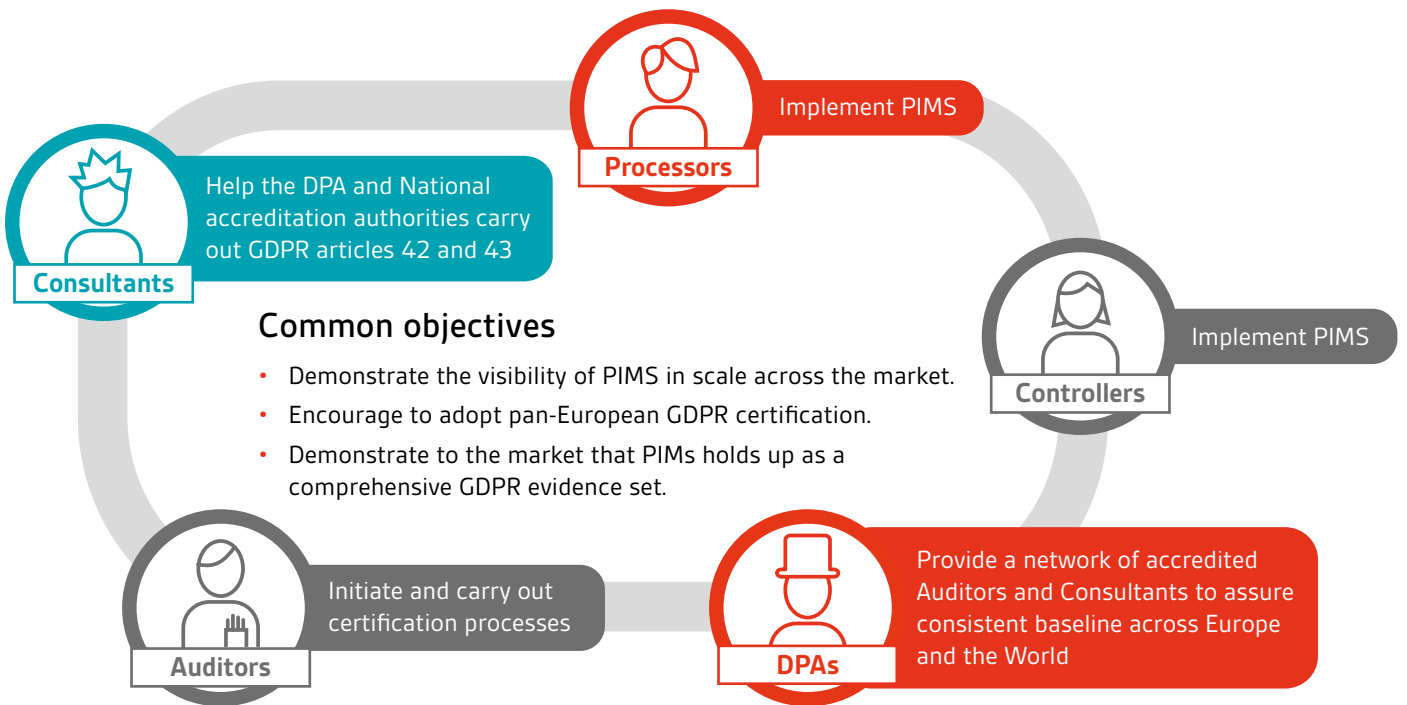 Processors
Implement PIMS
Consultants
Help the DPA and National
accreditation authorities carry
out GDPR articles 42 and 43
Controllers
Implement PIMS
Common objectives
• Demonstrate the visibility of PIMS in scale across the market.
• Encourage to adopt pan-European GDPR certification.
• Demonstrate to the market that PIMs holds up as a
comprehensive GDPR evidence set.
Auditors
Initiate and carry out
certification processes
DPAs
Provide a network of accredited
Auditors and Consultants to assure
consistent baseline across Europe
and the World